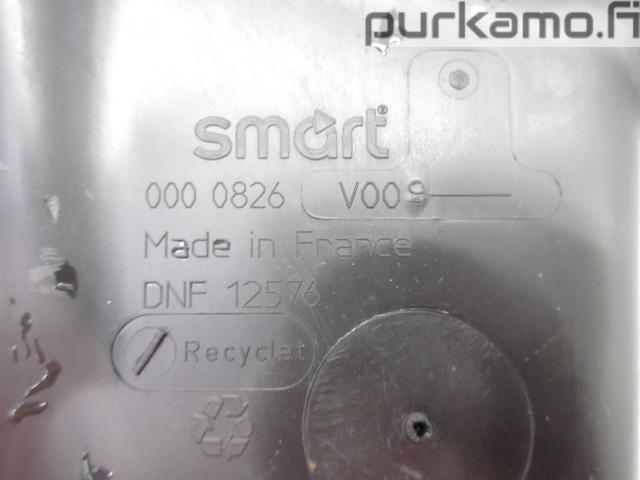 purkamo.fi
smart
000 0826 V009
Made in France
DNF 12576
Recyclat